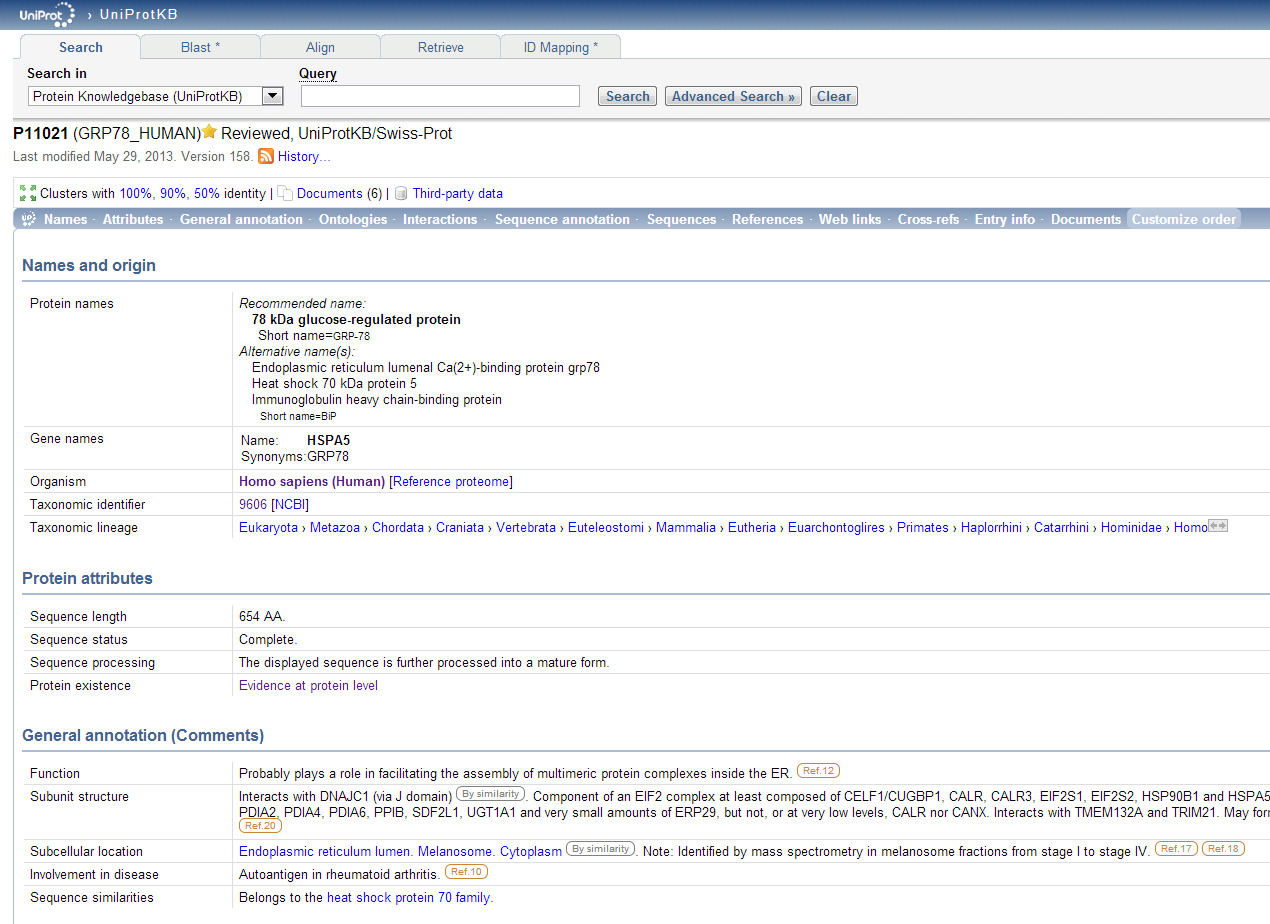 UniProt › UniProtKB
Search Blast * Align Retrieve ID Mapping *
Search in Query
Protein Knowledgebase (UniProtKB) Search Advanced Search » Clear
P11021 (GRP78_HUMAN) Reviewed, UniProtKB/Swiss-Prot
Last modified May 29, 2013. Version 158. History...
Clusters with 100%, 90%, 50% identity | Documents (6) | Third-party data
Names · Attributes · General annotation · Ontologies · Interactions · Sequence annotation · Sequences · References · Web links · Cross-refs · Entry info · Documents Customize order
Names and origin
Protein names Recommended name:
78 kDa glucose-regulated protein
Short name=GRP-78
Alternative name(s):
Endoplasmic reticulum lumenal Ca(2+)-binding protein grp78
Heat shock 70 kDa protein 5
Immunoglobulin heavy chain-binding protein
Short name=BiP
Gene names Name: HSPA5
Synonyms:GRP78
Organism Homo sapiens (Human) [Reference proteome]
Taxonomic identifier 9606 [NCBI]
Taxonomic lineage Eukaryota › Metazoa › Chordata › Craniata › Vertebrata › Euteleostomi › Mammalia › Eutheria › Euarchontoglires › Primates › Haplorrhini › Catarrhini › Hominidae › Homo
Protein attributes
Sequence length 654 AA.
Sequence status Complete.
Sequence processing The displayed sequence is further processed into a mature form.
Protein existence Evidence at protein level
General annotation (Comments)
Function Probably plays a role in facilitating the assembly of multimeric protein complexes inside the ER. Ref.12
Subunit structure Interacts with DNAJC1 (via J domain) By similarity. Component of an EIF2 complex at least composed of CELF1/CUGBP1, CALR, CALR3, EIF2S1, EIF2S2, HSP90B1 and HSPA5
PDIA2, PDIA4, PDIA6, PPIB, SDF2L1, UGT1A1 and very small amounts of ERP29, but not, or at very low levels, CALR nor CANX. Interacts with TMEM132A and TRIM21. May for
Ref.20
Subcellular location Endoplasmic reticulum lumen. Melanosome. Cytoplasm By similarity. Note: Identified by mass spectrometry in melanosome fractions from stage I to stage IV. Ref.17 Ref.18
Involvement in disease Autoantigen in rheumatoid arthritis. Ref.10
Sequence similarities Belongs to the heat shock protein 70 family.